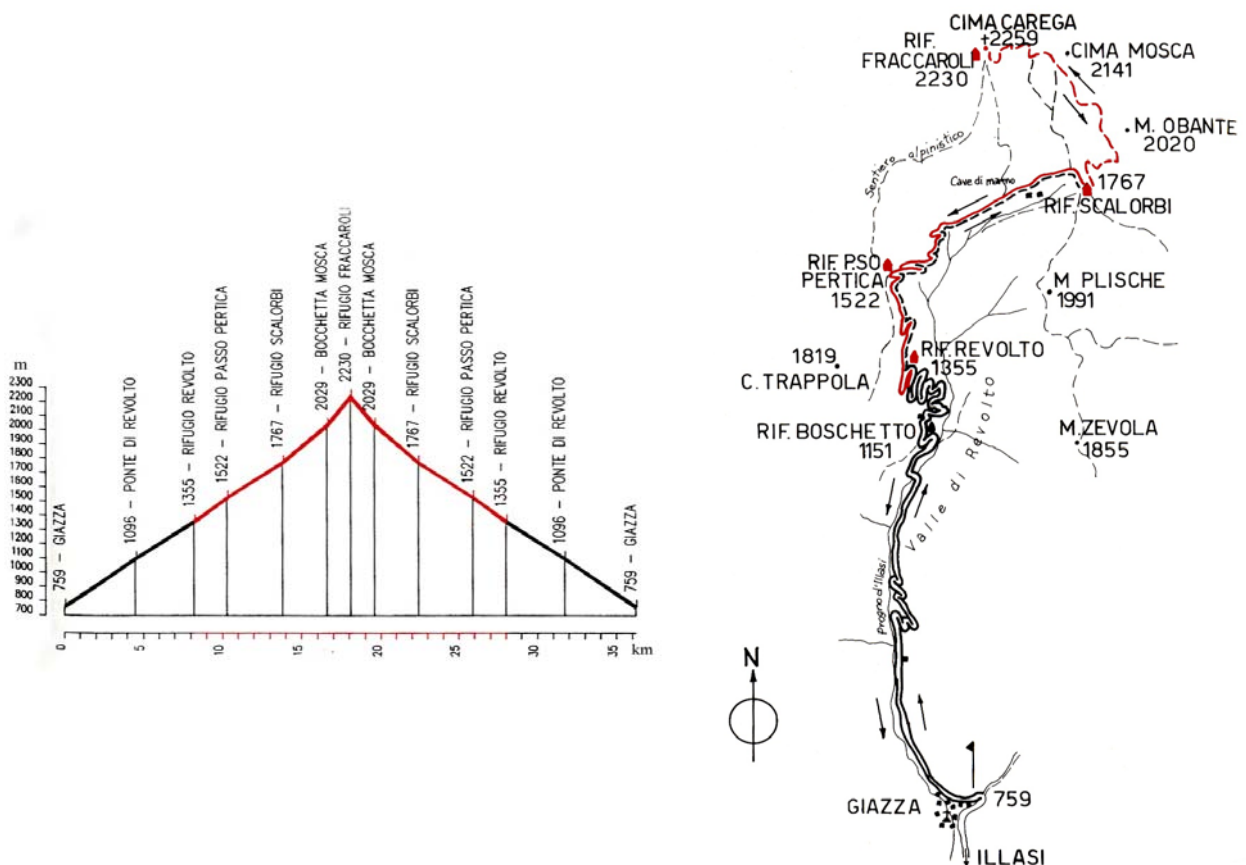 m
2300
2200
2100
2000
1900
1800
1700
1600
1500
1400
1300
1200
1100
1000
900
800
700
759 - GIAZZA
1096 - PONTE DI REVOLTO
1355 - RIFUGIO REVOLTO
1522 - RIFUGIO PASSO PERTICA
1767 - RIFUGIO SCALORBI
2029 - BOCCHETTA MOSCA
2230 - RIFUGIO FRACCAROLI
2029 - BOCCHETTA MOSCA
1767 - RIFUGIO SCALORBI
1522 - RIFUGIO PASSO PERTICA
1355 - RIFUGIO REVOLTO
1096 - PONTE DI REVOLTO
759 - GIAZZA
0
5
10
15
20
25
30
35
km
CIMA CAREGA
2259
RIF.
FRACCAROLI
2230
CIMA MOSCA
2141
M. OBANTE
2020
Sentiero alpinistico
Cave di marmo
1767
RIF. SCALORBI
RIF. P.SO
PERTICA
1522
M. PLISCHE
1991
1819
C. TRAPPOLA
RIF. REVOLTO
1355
RIF. BOSCHETTO
1151
M. ZEVOLA
1855
Valle di Revolto
Progno d'Illasi
N
GIAZZA
759
ILLASI